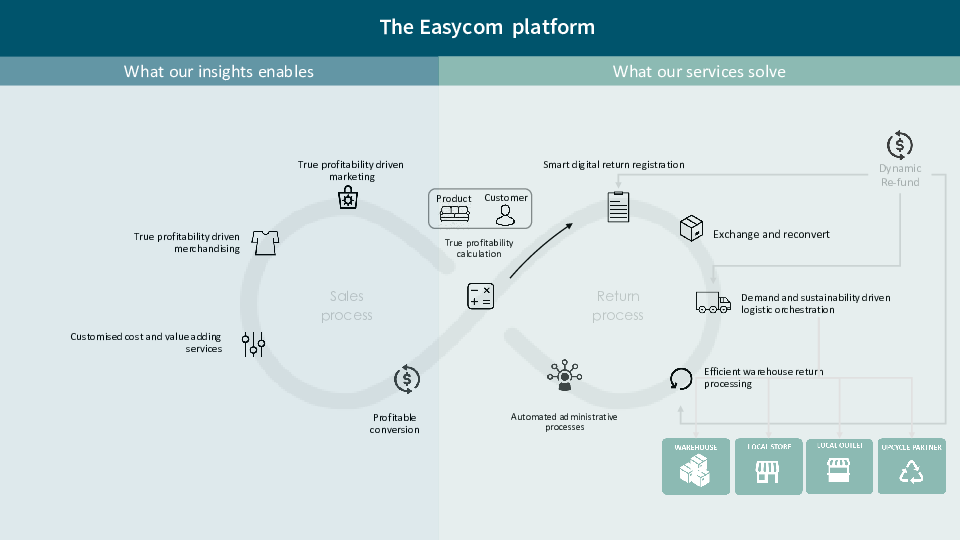 The Easycom platform
What our insights enables
What our services solve
True profitability driven
marketing
True profitability driven
merchandising
Customised cost and value adding
services
Sales
process
Profitable
conversion
Product
Customer
True profitability
calculation
Smart digital return registration
Dynamic
Re-fund
Exchange and reconvert
Return
process
Demand and sustainability driven
logistic orchestration
Efficient warehouse return
processing
Automated administrative
processes
WAREHOUSE
LOCAL STORE
LOCAL OUTLET
UPCYCLE PARTNER